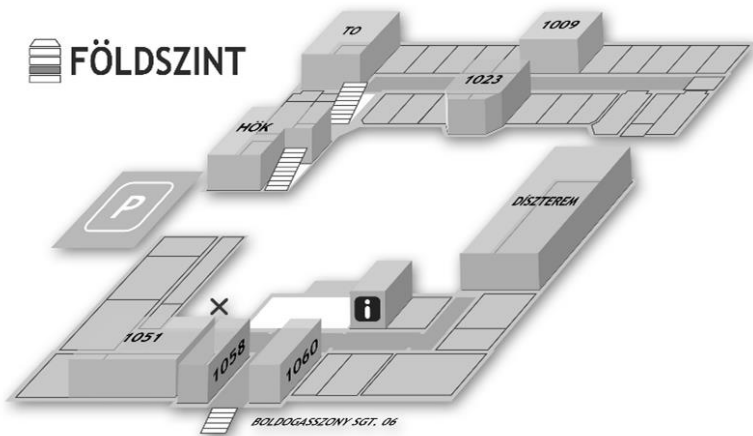 FÖLDSZINT
TO
1009
1023
HÖK
P
DÍSZTEREM
i
1051
1058
1060
BOLDOGASSZONY SGT. 06